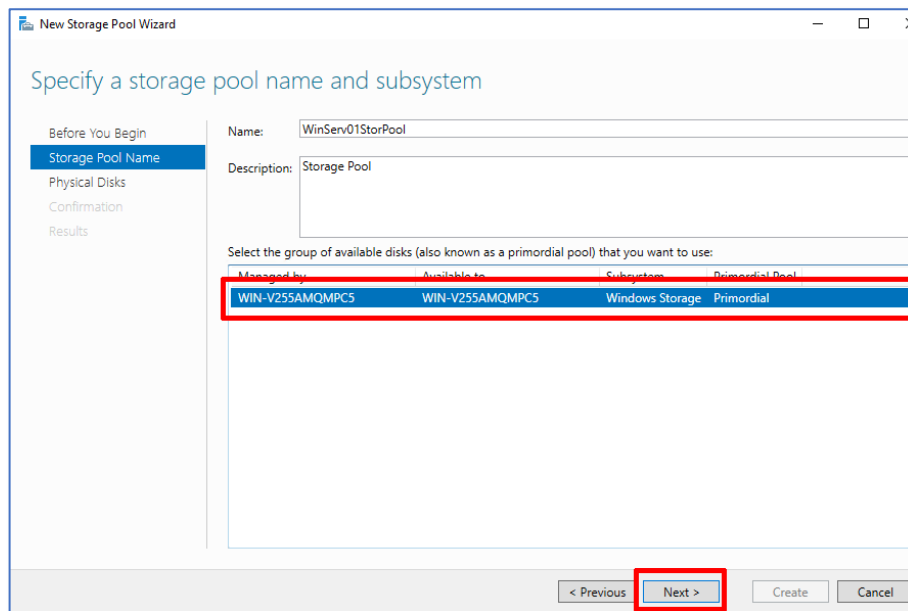 New Storage Pool Wizard
Specify a storage pool name and subsystem
Before You Begin
Storage Pool Name
Physical Disks
Confirmation
Results
Name: WinServ01StorPool
Description: Storage Pool
Select the group of available disks (also known as a primordial pool) that you want to use:
Managed by Available to Subsystem Primordial Pool
WIN-V255AMQMPC5 WIN-V255AMQMPC5 Windows Storage Primordial
< Previous Next > Create Cancel